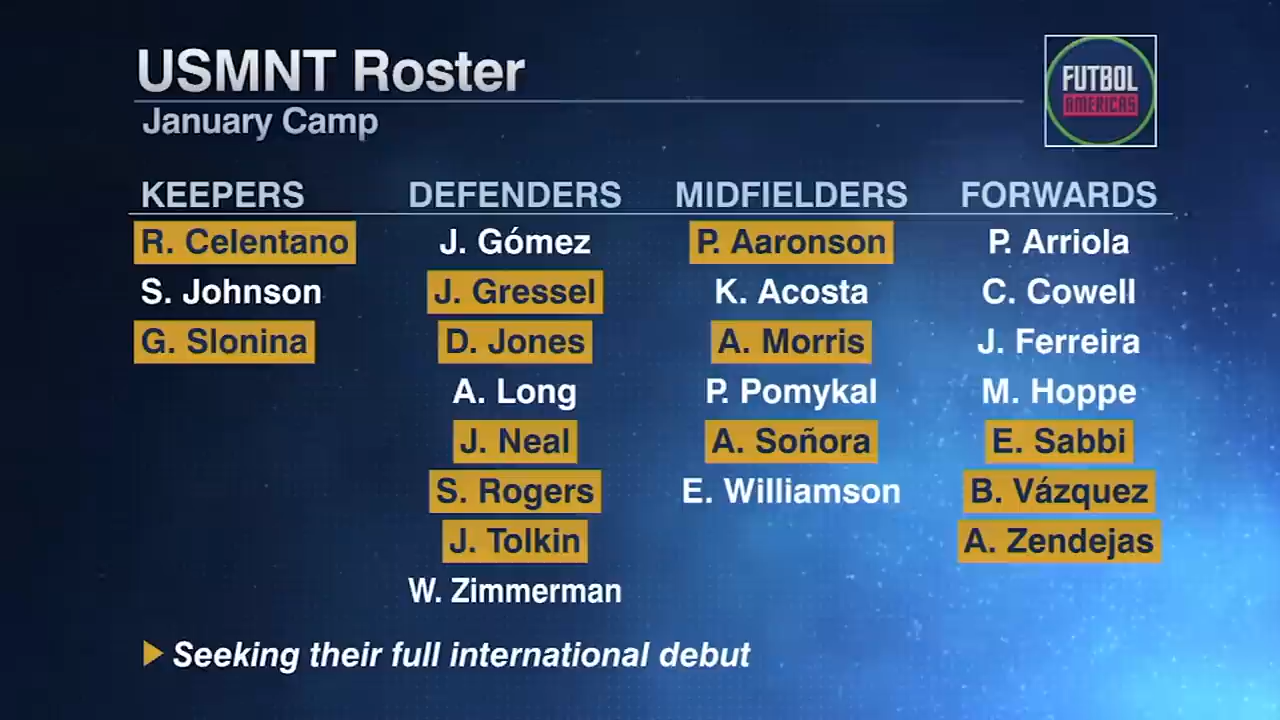 USMNT Roster
January Camp
FUTBOL
AMERICAS
KEEPERS
R. Celentano
S. Johnson
G. Slonina
DEFENDERS
J. Gómez
J. Gressel
D. Jones
A. Long
J. Neal
S. Rogers
J. Tolkin
W. Zimmerman
MIDFIELDERS
P. Aaronson
K. Acosta
A. Morris
P. Pomykal
A. Soñora
E. Williamson
FORWARDS
P. Arriola
C. Cowell
J. Ferreira
M. Hoppe
E. Sabbi
B. Vázquez
A. Zendejas
Seeking their full international debut